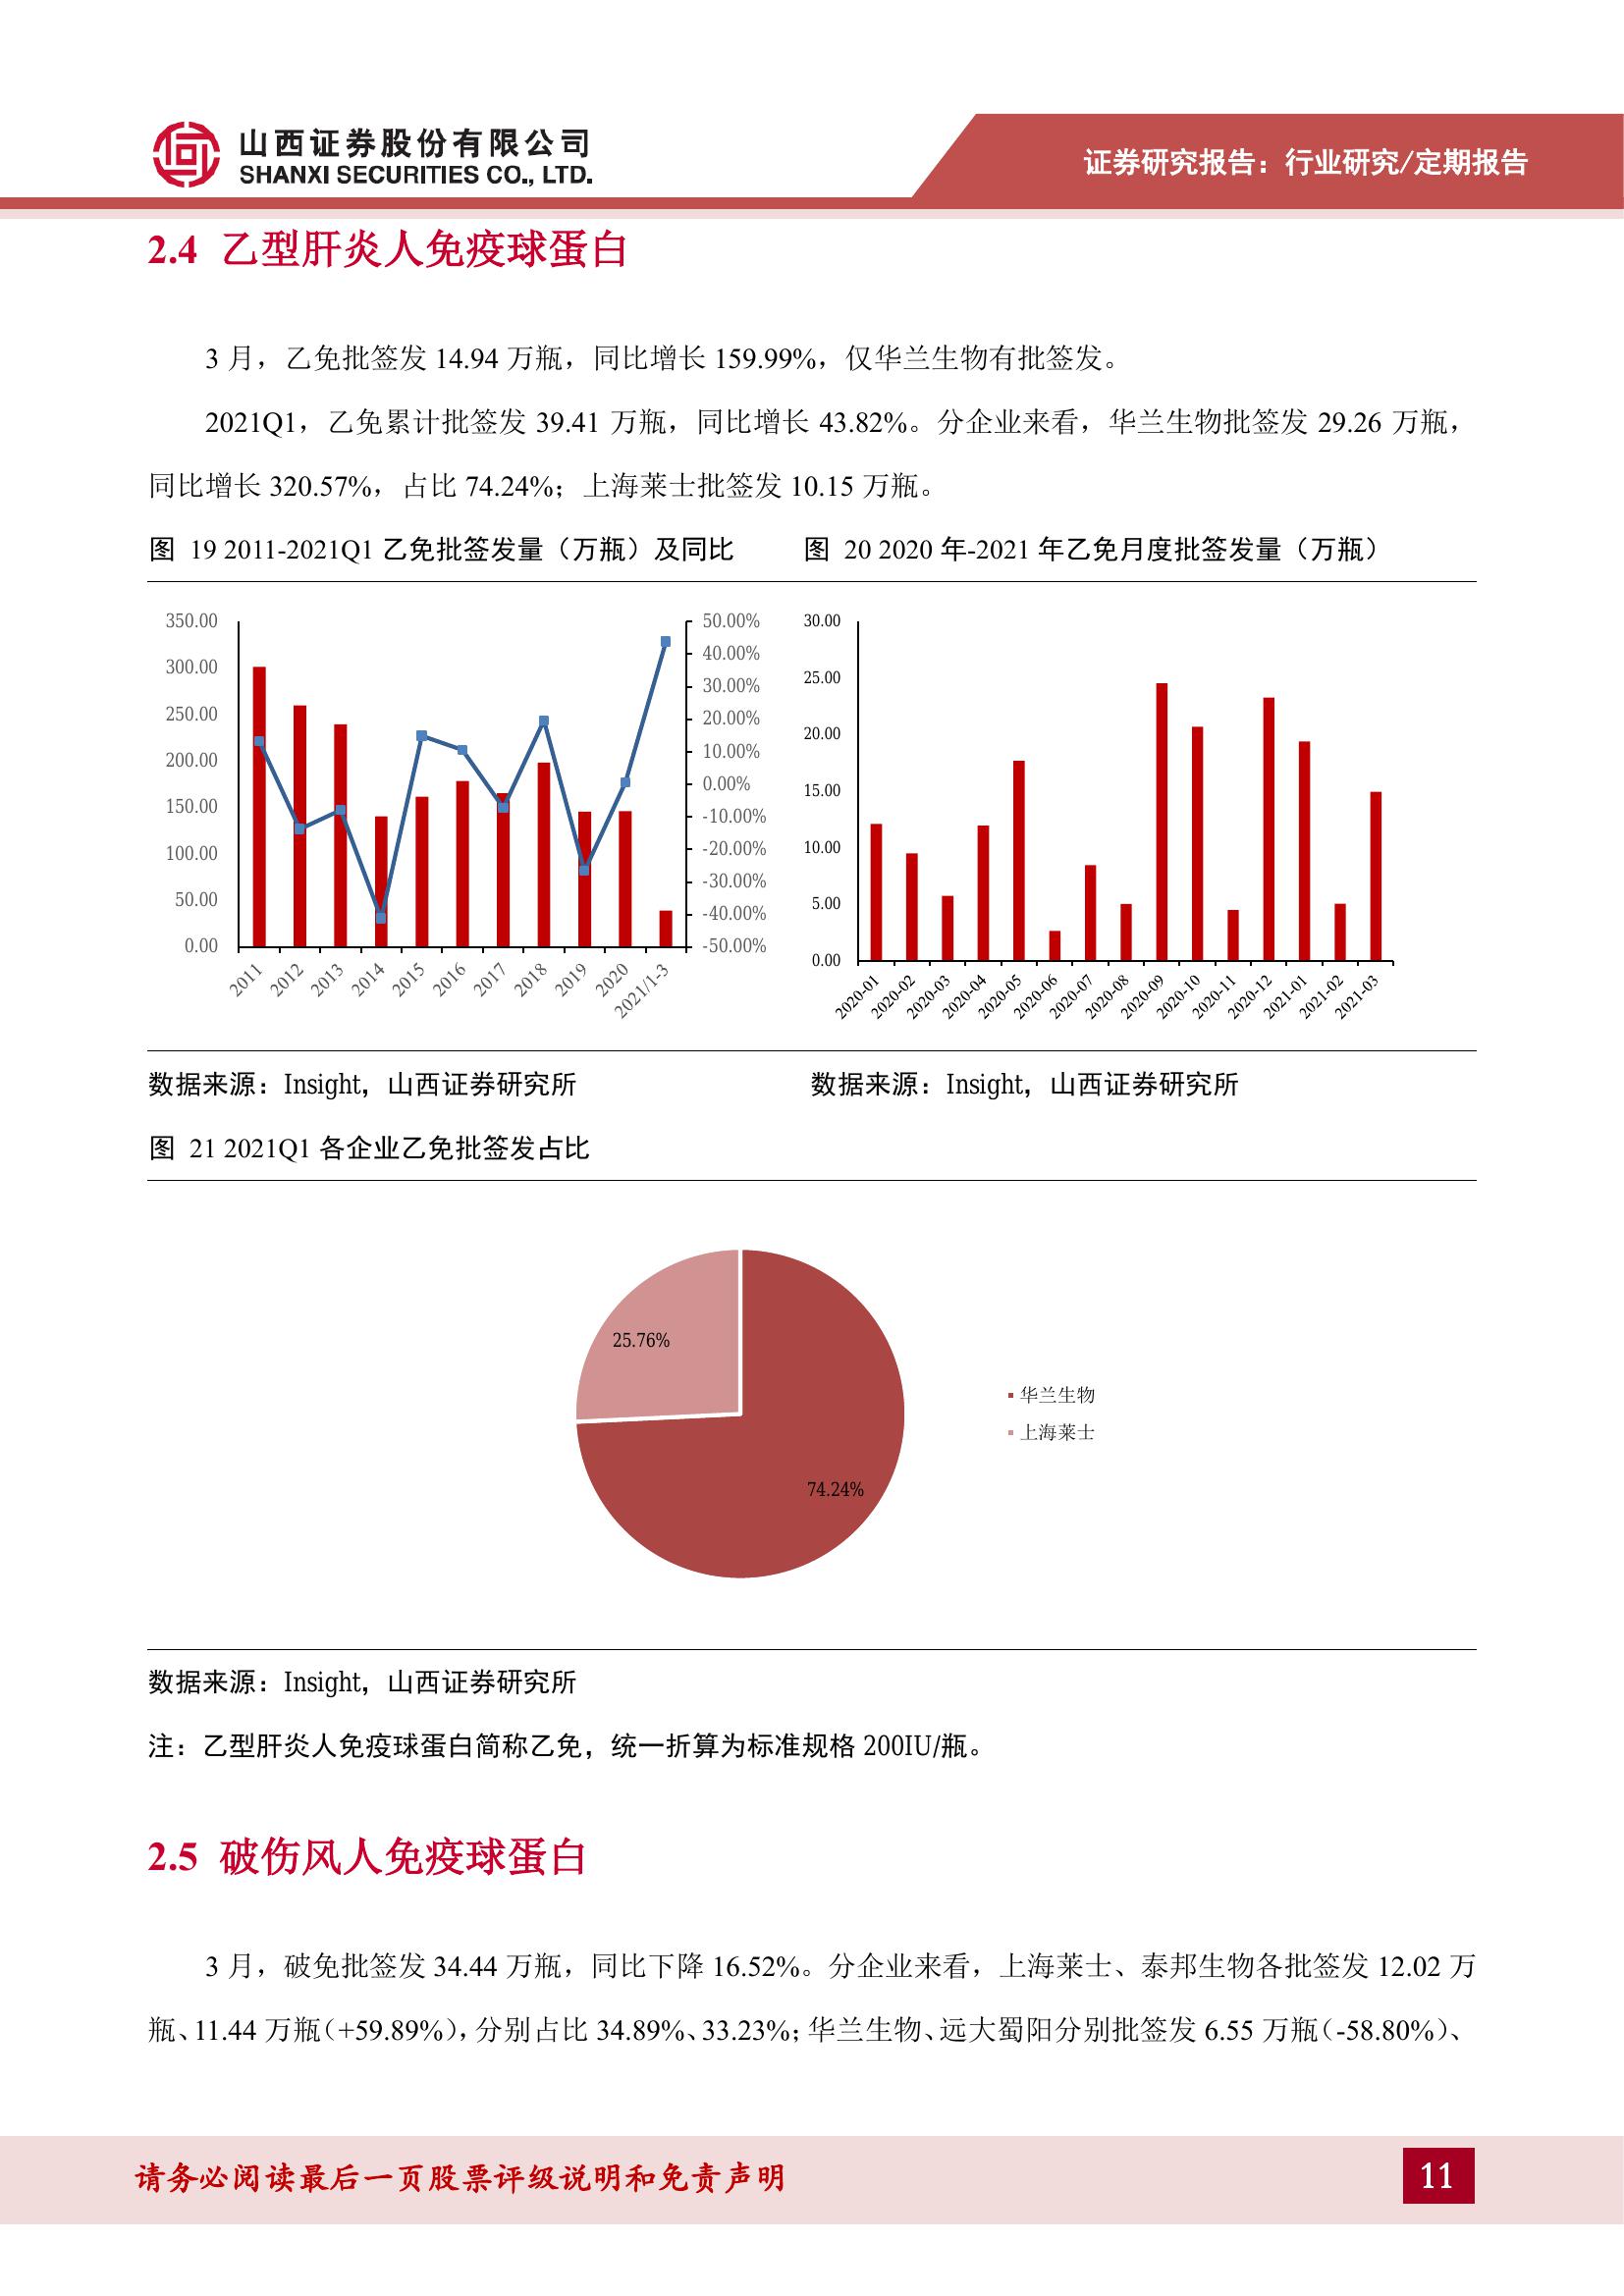 山西证券股份有限公司
SHANXI SECURITIES CO., LTD.
证券研究报告：行业研究/定期报告
2.4 乙型肝炎人免疫球蛋白
3 月，乙免批签发 14.94 万瓶，同比增长 159.99%，仅华兰生物有批签发。
2021Q1，乙免累计批签发 39.41 万瓶，同比增长 43.82%。分企业来看，华兰生物批签发 29.26 万瓶，
同比增长 320.57%，占比 74.24%；上海莱士批签发 10.15 万瓶。
图 19 2011-2021Q1 乙免批签发量（万瓶）及同比
350.00
300.00
250.00
200.00
150.00
100.00
50.00
0.00
50.00%
40.00%
30.00%
20.00%
10.00%
0.00%
-10.00%
-20.00%
-30.00%
-40.00%
-50.00%
2011
2012
2013
2014
2015
2016
2017
2018
2019
2020
2021/1-3
数据来源：Insight，山西证券研究所
图 20 2020 年-2021 年乙免月度批签发量（万瓶）
30.00
25.00
20.00
15.00
10.00
5.00
0.00
2020-01
2020-02
2020-03
2020-04
2020-05
2020-06
2020-07
2020-08
2020-09
2020-10
2020-11
2020-12
2021-01
2021-02
2021-03
数据来源：Insight，山西证券研究所
图 21 2021Q1 各企业乙免批签发占比
25.76%
74.24%
华兰生物
上海莱士
数据来源：Insight，山西证券研究所
注：乙型肝炎人免疫球蛋白简称乙免，统一折算为标准规格 200IU/瓶。
2.5 破伤风人免疫球蛋白
3 月，破免批签发 34.44 万瓶，同比下降 16.52%。分企业来看，上海莱士、泰邦生物各批签发 12.02 万
瓶、11.44 万瓶（+59.89%），分别占比 34.89%、33.23%；华兰生物、远大蜀阳分别批签发 6.55 万瓶（-58.80%）、
请务必阅读最后一页股票评级说明和免责声明
11